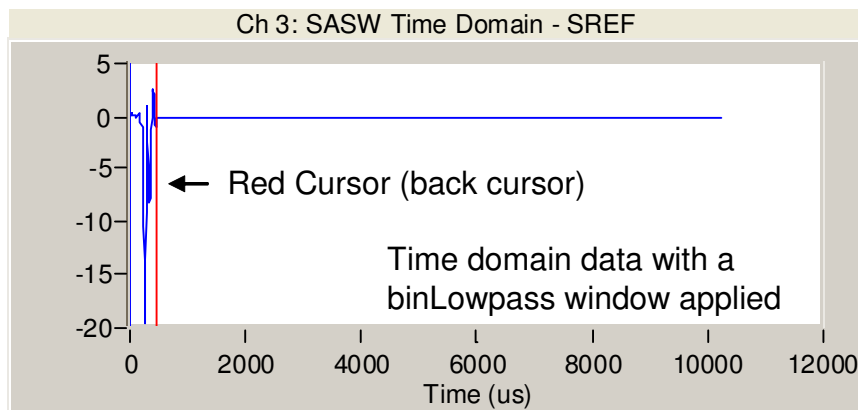 Ch 3: SASW Time Domain - SREF
5
0
-5
-10
-15
-20
Red Cursor (back cursor)
Time domain data with a
binLowpass window applied
0 2000 4000 6000 8000 10000 12000
Time (us)